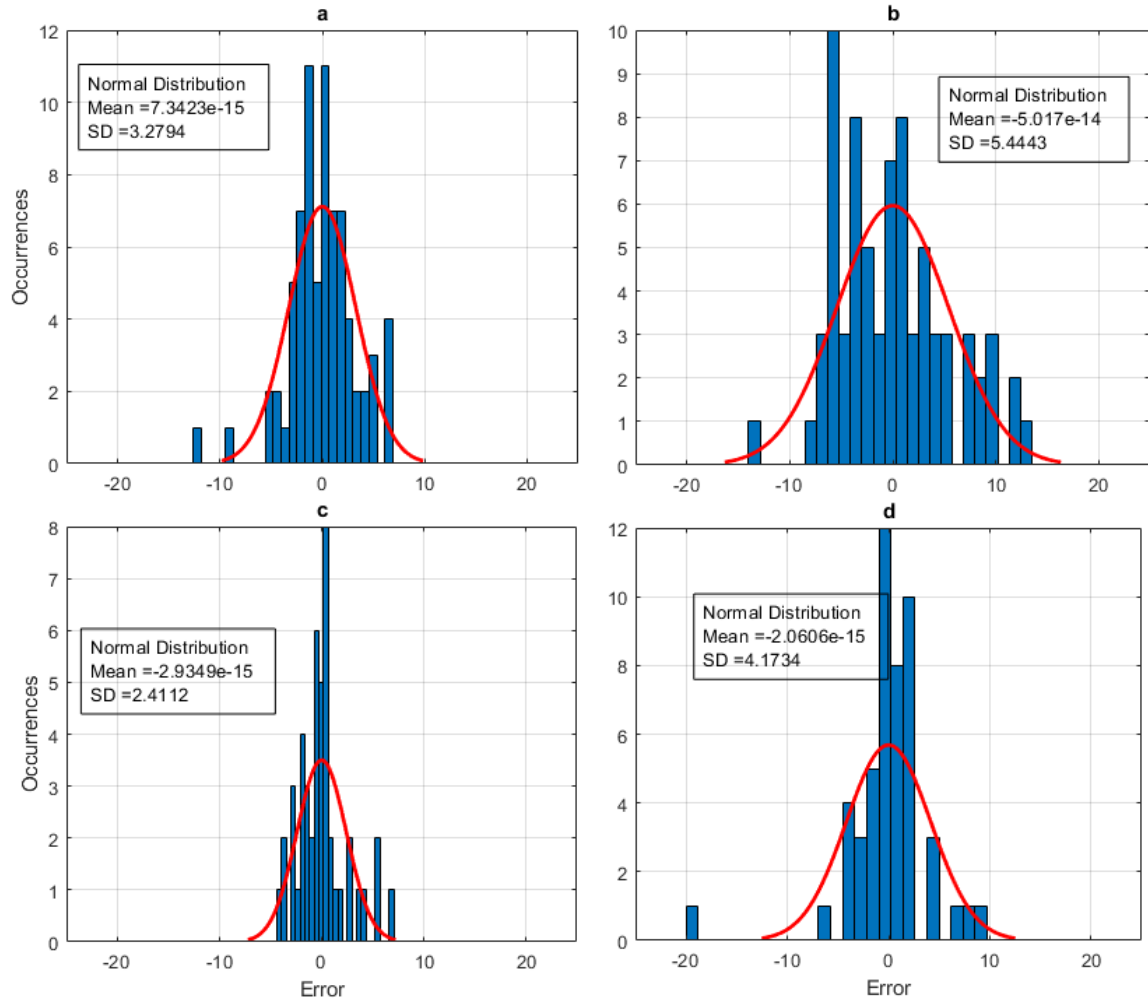 a
12
10
8
6
4
2
0
-20
-10
0
10
20
Occurrences
Normal Distribution
Mean =7.3423e-15
SD =3.2794
b
10
9
8
7
6
5
4
3
2
1
0
-20
-10
0
10
20
Normal Distribution
Mean =-5.017e-14
SD =5.4443
c
8
7
6
5
4
3
2
1
0
-20
-10
0
10
20
Occurrences
Error
Normal Distribution
Mean =-2.9349e-15
SD =2.4112
d
12
10
8
6
4
2
0
-20
-10
0
10
20
Error
Normal Distribution
Mean =-2.0606e-15
SD =4.1734